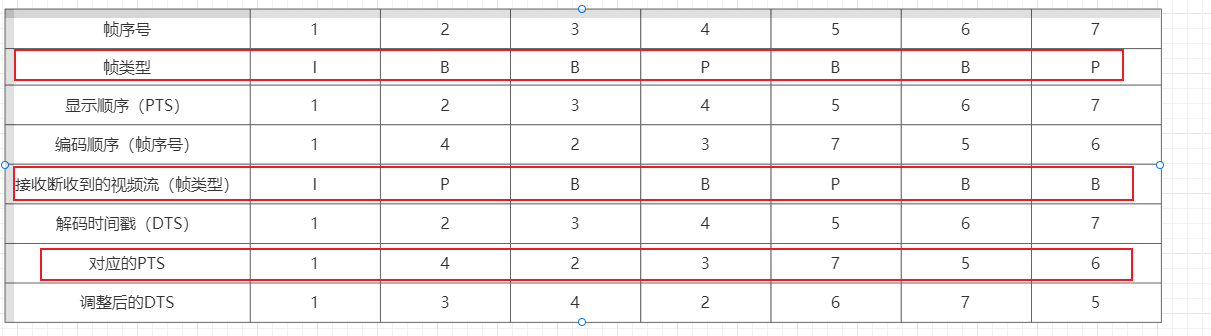 帧序号 1 2 3 4 5 6 7
帧类型 I B B P B B P
显示顺序（PTS） 1 2 3 4 5 6 7
编码顺序（帧序号） 1 4 2 3 7 5 6
接收断收到的视频流（帧类型） I P B B P B B
解码时间戳（DTS） 1 2 3 4 5 6 7
对应的PTS 1 4 2 3 7 5 6
调整后的DTS 1 3 4 2 6 7 5